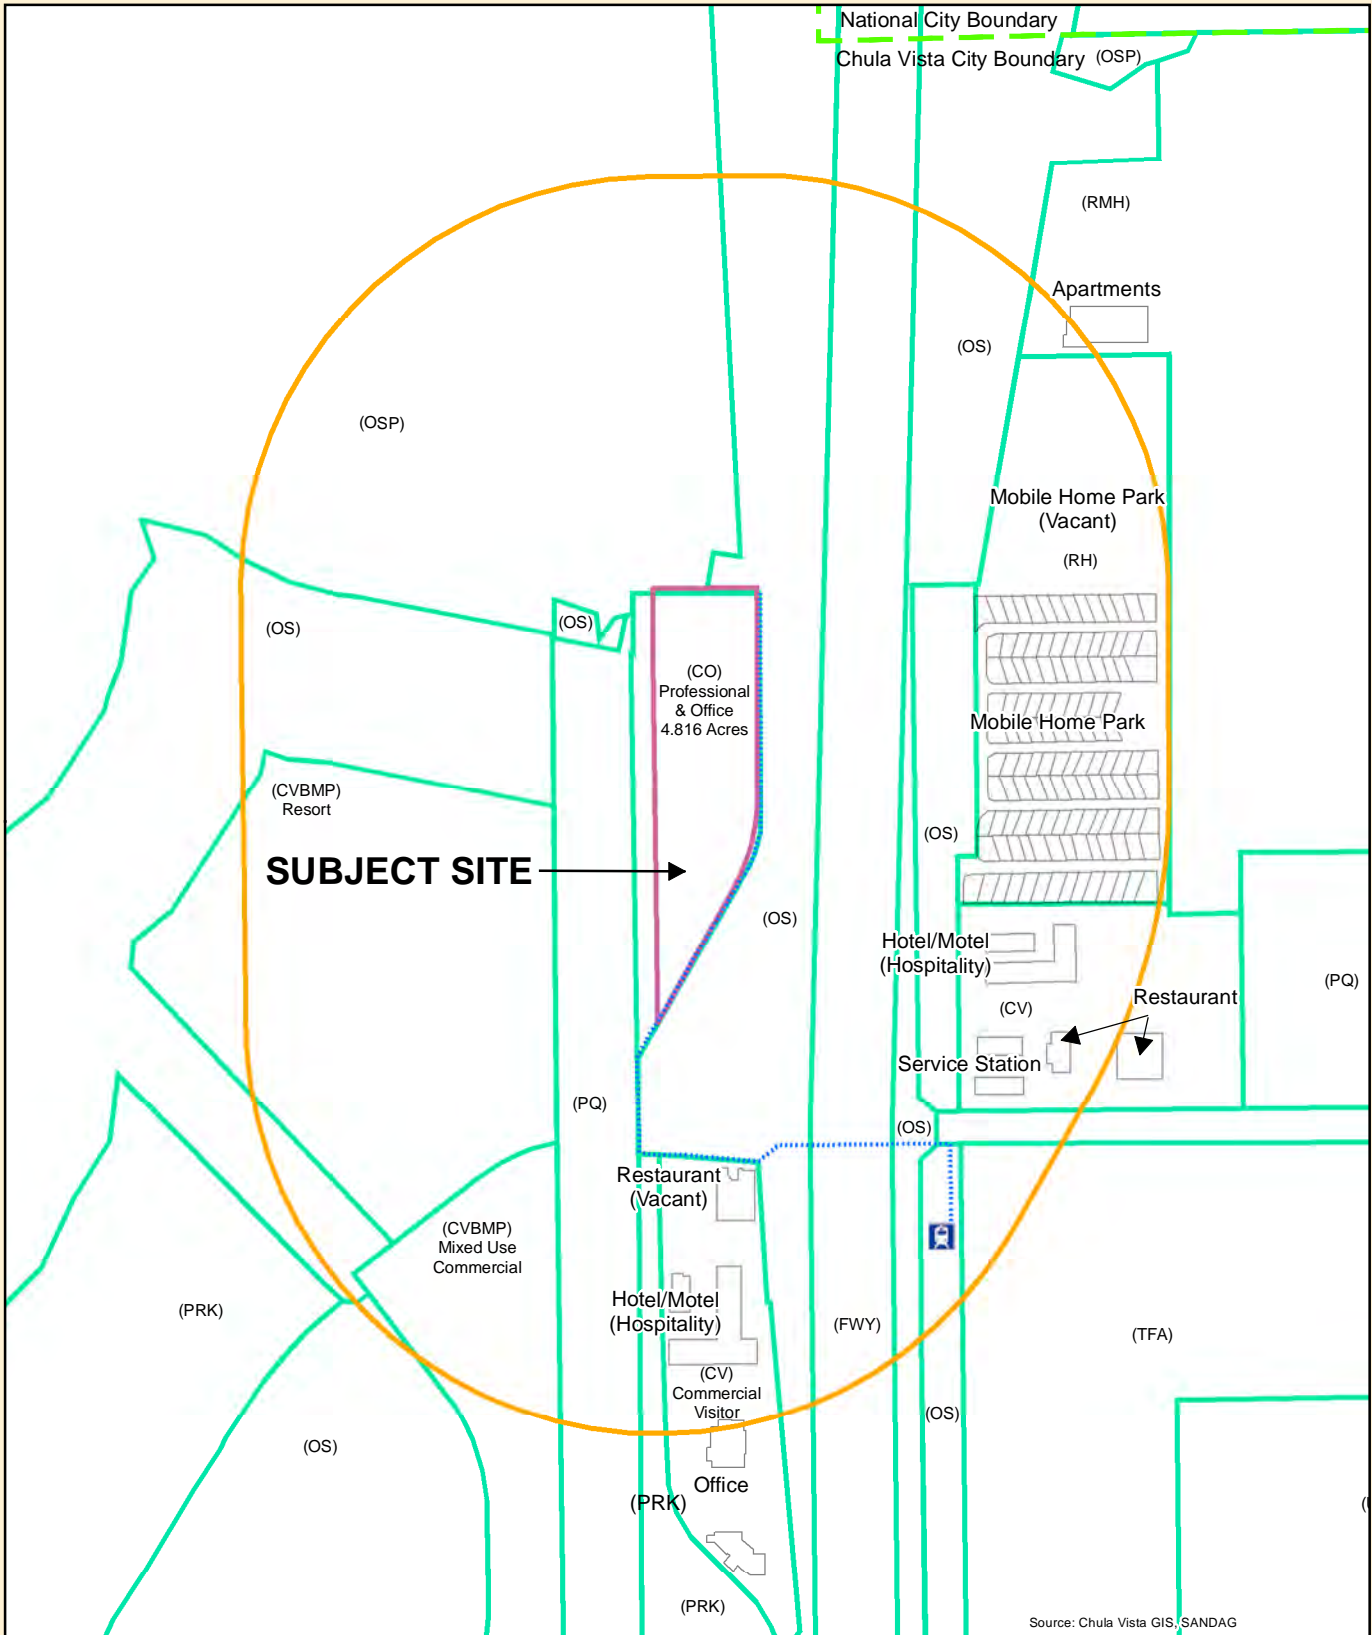 National City Boundary
Chula Vista City Boundary
(OSP)
(RMH)
Apartments
(OS)
(OSP)
Mobile Home Park
(Vacant)
(RH)
(OS)
(OS)
(CO)
Professional
& Office
4.816 Acres
Mobile Home Park
(CVBMP)
Resort
(OS)
SUBJECT SITE
(OS)
Hotel/Motel
(Hospitality)
(PQ)
Restaurant
(CV)
Service Station
(PQ)
(OS)
Restaurant
(Vacant)
(CVBMP)
Mixed Use
Commercial
(PRK)
Hotel/Motel
(Hospitality)
(FWY)
(TFA)
(CV)
Commercial
Visitor
(OS)
(OS)
Office
(PRK)
(PRK)
Source: Chula Vista GIS, SANDAG